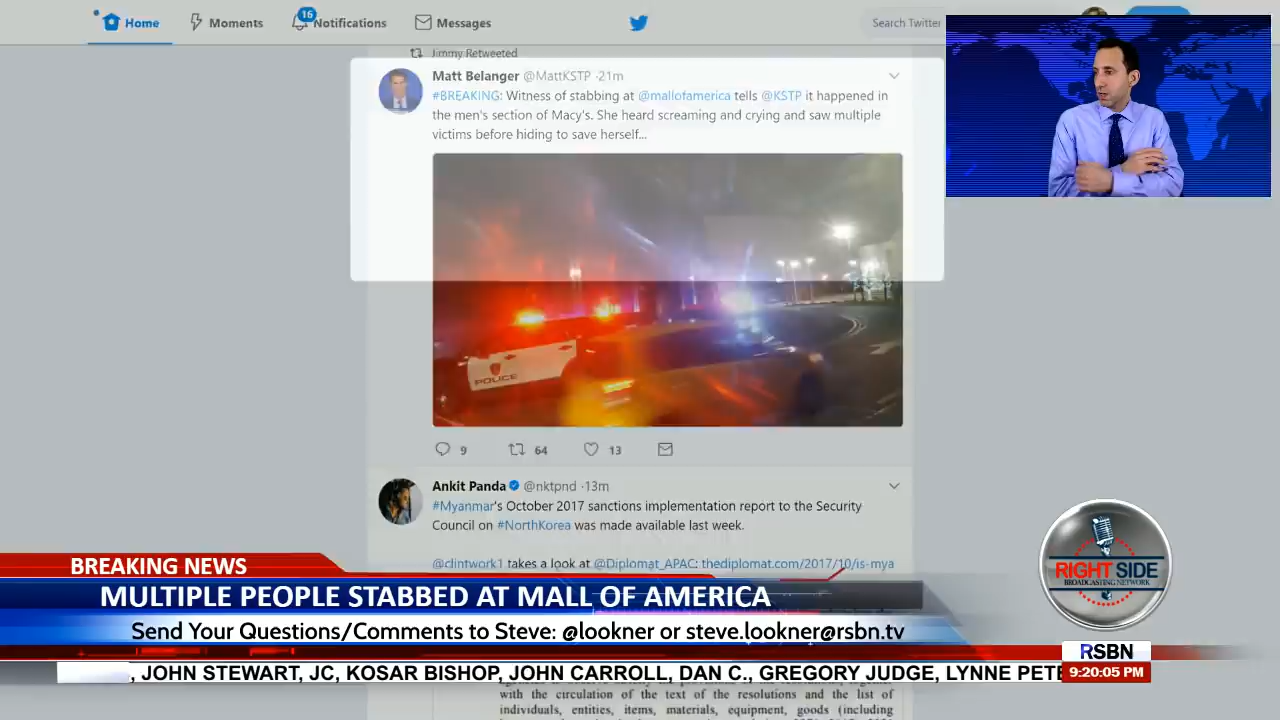 Home
Moments
16
Notifications
Messages
Search Twitter
Jimmy Retweeted
Matt Belanger @MattKSTP · 21m
#BREAKING: Witness of stabbing at @mallofamerica tells @KSTP it happened in
the men's section of Macy's. She heard screaming and crying and saw multiple
victims before hiding to save herself...
POLICE
9
64
13
Ankit Panda @nktpnd · 13m
#Myanmar's October 2017 sanctions implementation report to the Security
Council on #NorthKorea was made available last week.
@clintwork1 takes a look at @Diplomat_APAC: thediplomat.com/2017/10/is-mya
RIGHT SIDE
BROADCASTING NETWORK
BREAKING NEWS
MULTIPLE PEOPLE STABBED AT MALL OF AMERICA
Send Your Questions/Comments to Steve: @lookner or steve.lookner@rsbn.tv
RSBN
, JOHN STEWART, JC, KOSAR BISHOP, JOHN CARROLL, DAN C., GREGORY JUDGE, LYNNE PETE
9:20:05 PM
with the circulation of the text of the resolutions and the list of
individuals, entities, items, materials, equipment, goods (including